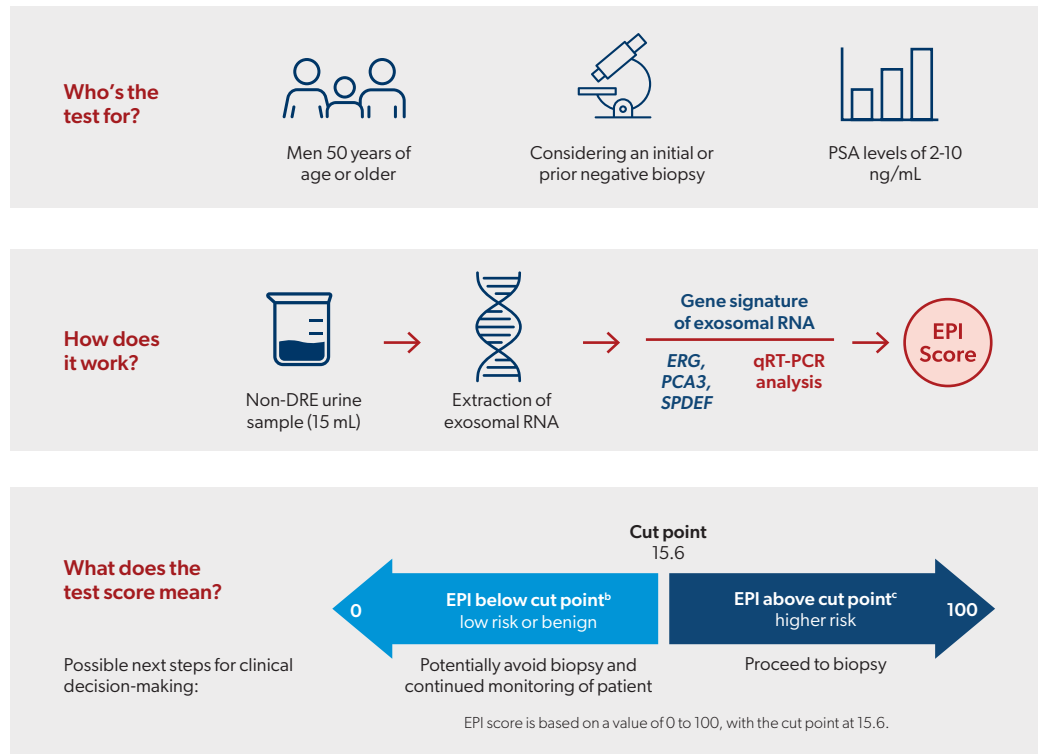 Who's the
test for?
Men 50 years of
age or older
Considering an initial or
prior negative biopsy
PSA levels of 2-10
ng/mL
How does
it work?
Non-DRE urine
sample (15 mL)
Extraction of
exosomal RNA
Gene signature
of exosomal RNA
ERG,
PCA3,
SPDEF
qRT-PCR
analysis
EPI
Score
What does the
test score mean?
Cut point
15.6
0
EPI below cut pointᵇ
low risk or benign
EPI above cut pointᶜ
higher risk
100
Possible next steps for clinical
decision-making:
Potentially avoid biopsy and
continued monitoring of patient
Proceed to biopsy
EPI score is based on a value of 0 to 100, with the cut point at 15.6.